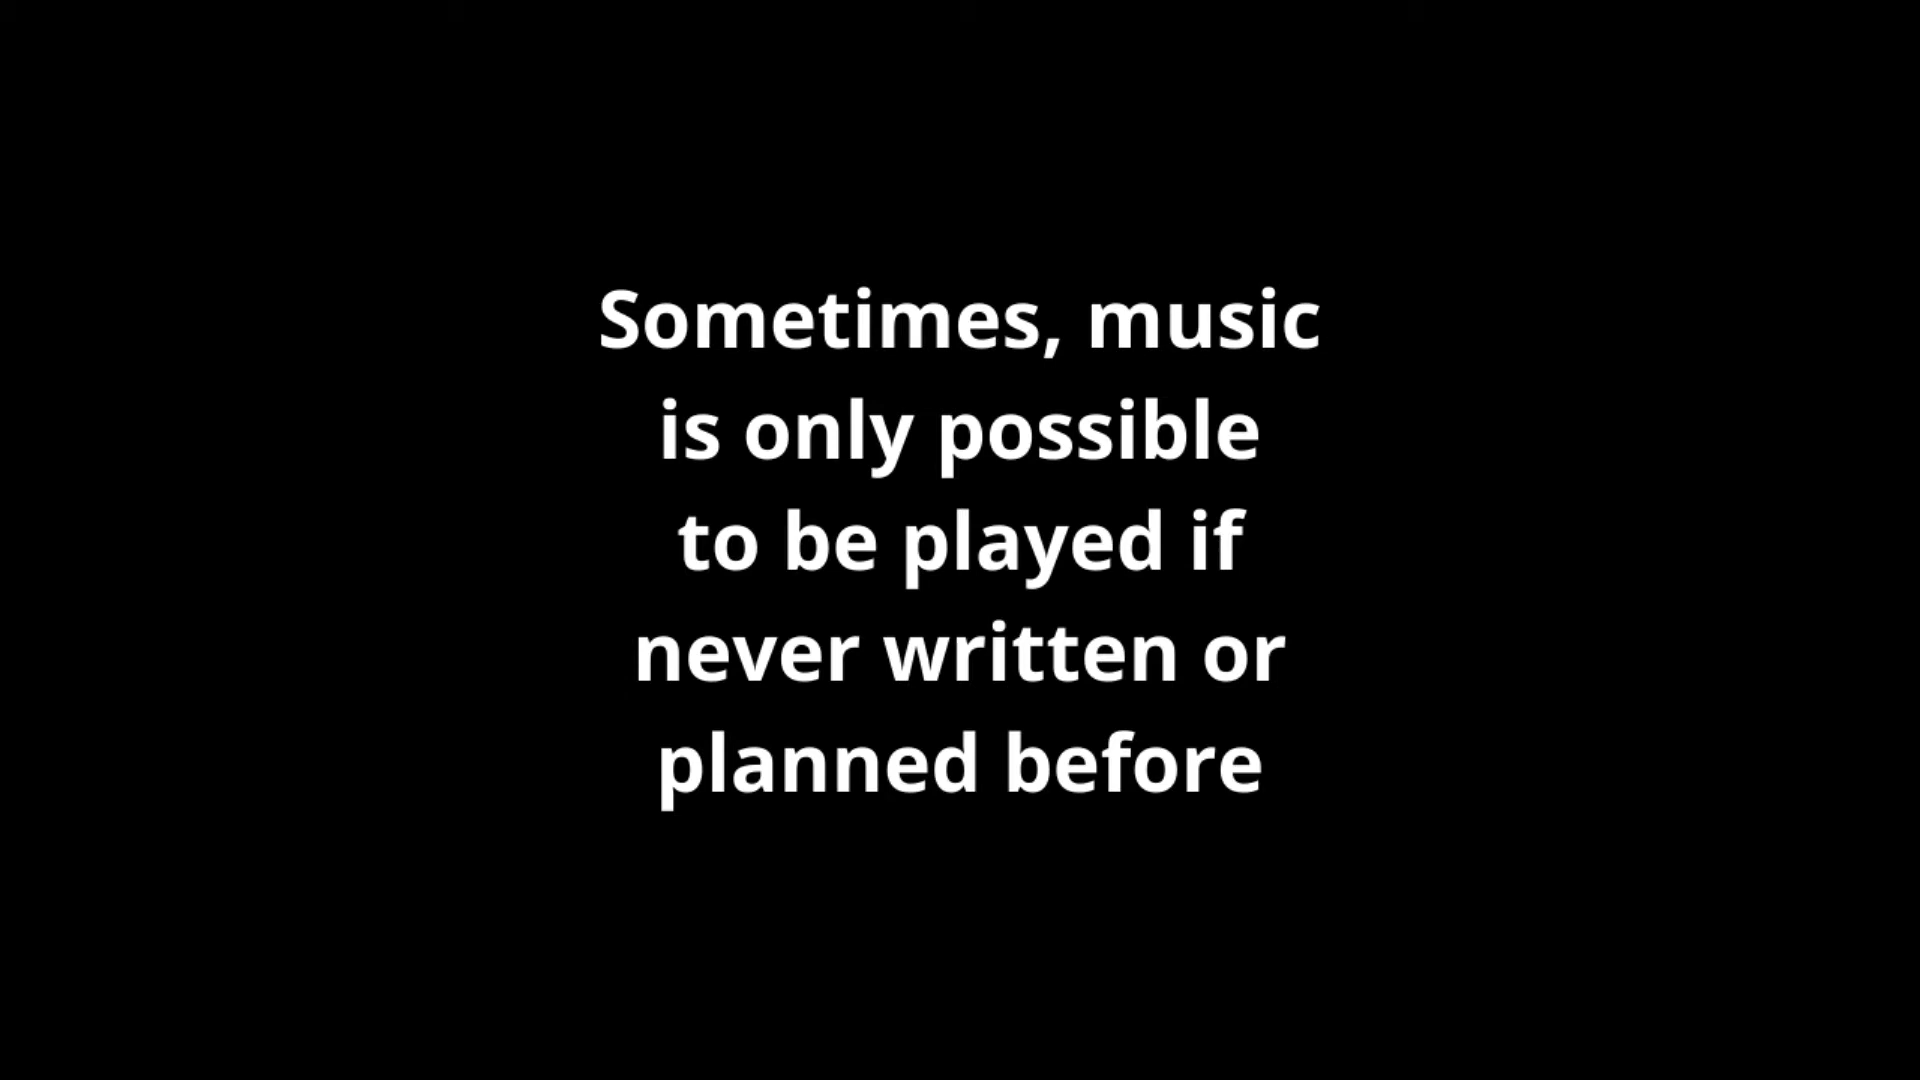 Sometimes, music
is only possible
to be played if
never written or
planned before